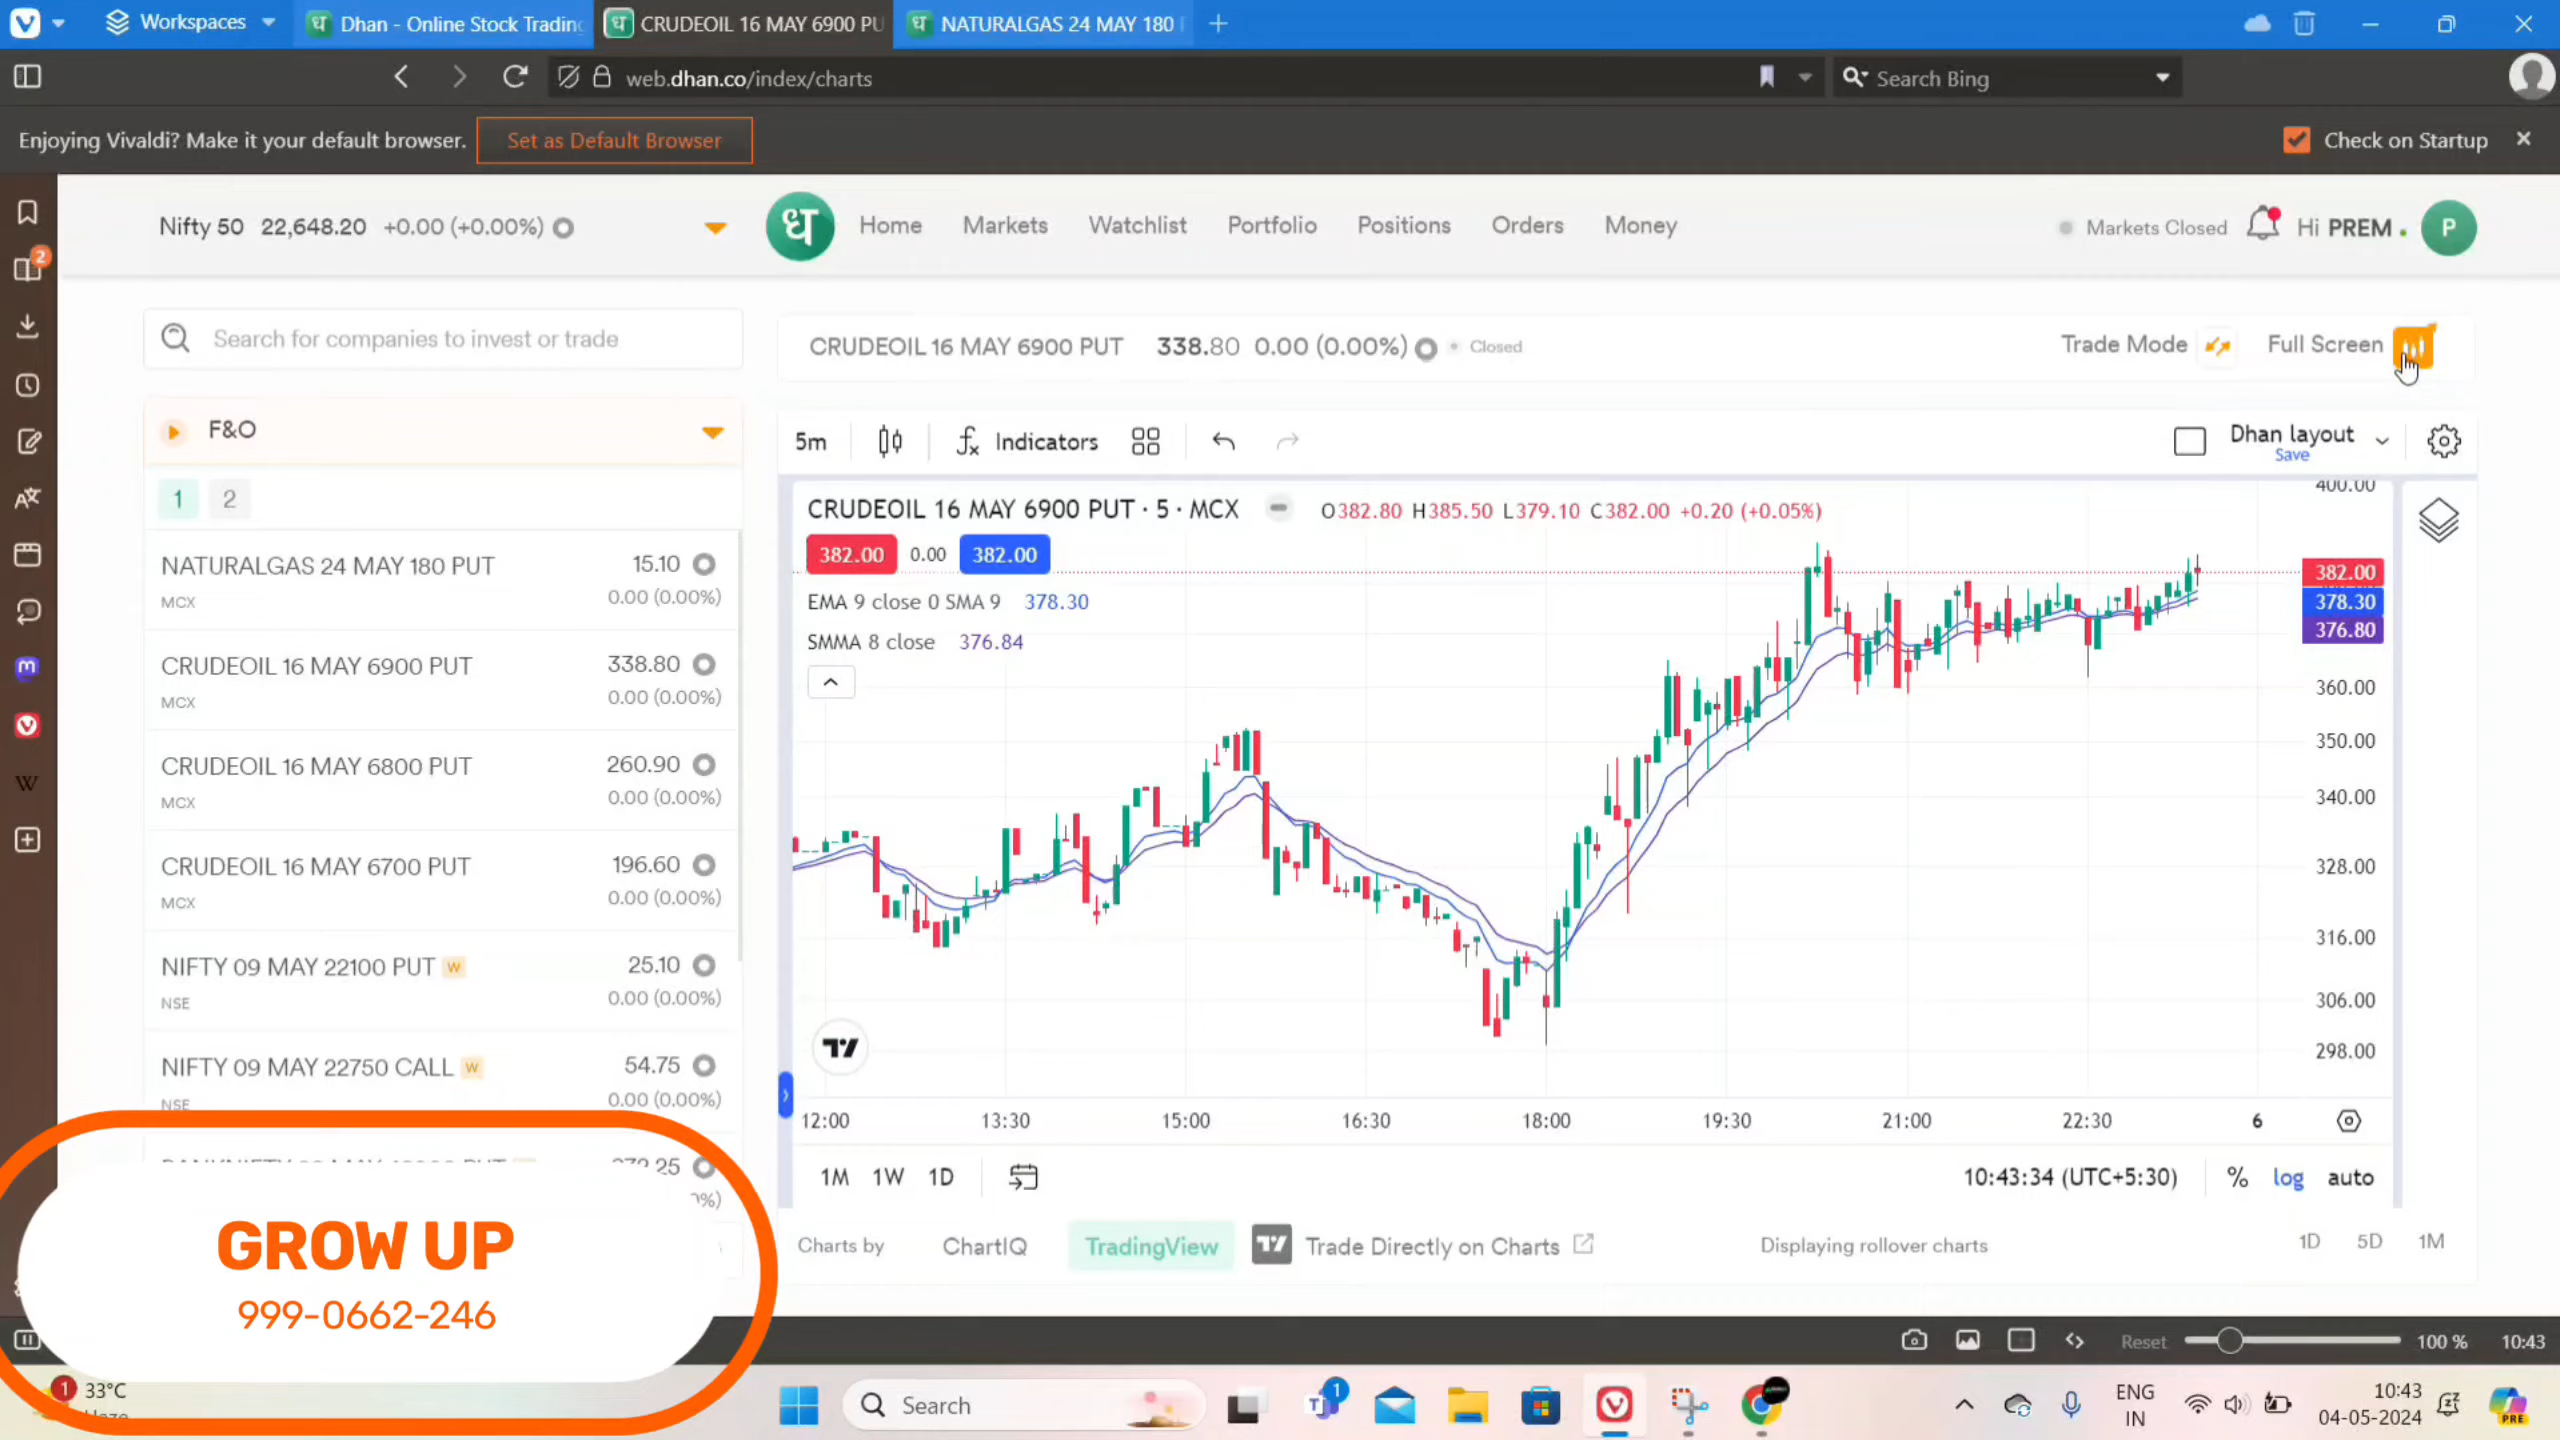 Workspaces
Dhan - Online Stock Trading
CRUDEOIL 16 MAY 6900 PU
NATURALGAS 24 MAY 180
web.dhan.co/index/charts
Search Bing
Enjoying Vivaldi? Make it your default browser.
Set as Default Browser
Check on Startup
Nifty 50 22,648.20 +0.00 (+0.00%)
ध
Home
Markets
Watchlist
Portfolio
Positions
Orders
Money
Markets Closed
Hi PREM
P
2
Search for companies to invest or trade
CRUDEOIL 16 MAY 6900 PUT 338.80 0.00 (0.00%) Closed
Trade Mode
Full Screen
F&O
1 2
NATURALGAS 24 MAY 180 PUT 15.10
MCX 0.00 (0.00%)
CRUDEOIL 16 MAY 6900 PUT 338.80
MCX 0.00 (0.00%)
CRUDEOIL 16 MAY 6800 PUT 260.90
MCX 0.00 (0.00%)
CRUDEOIL 16 MAY 6700 PUT 196.60
MCX 0.00 (0.00%)
NIFTY 09 MAY 22100 PUT W 25.10
NSE 0.00 (0.00%)
NIFTY 09 MAY 22750 CALL W 54.75
NSE 0.00 (0.00%)
5m
Indicators
Dhan layout
Save
CRUDEOIL 16 MAY 6900 PUT · 5 · MCX O382.80 H385.50 L379.10 C382.00 +0.20 (+0.05%)
382.00 0.00 382.00
EMA 9 close 0 SMA 9 378.30
SMMA 8 close 376.84
400.00
382.00
378.30
376.80
360.00
350.00
340.00
328.00
316.00
306.00
298.00
12:00 13:30 15:00 16:30 18:00 19:30 21:00 22:30 6
1M 1W 1D
10:43:34 (UTC+5:30) % log auto
Charts by ChartIQ TradingView Trade Directly on Charts Displaying rollover charts 1D 5D 1M
GROW UP
999-0662-246
Reset 100 % 10:43
1 33°C
Search
1
ENG
IN
10:43
04-05-2024
PRE